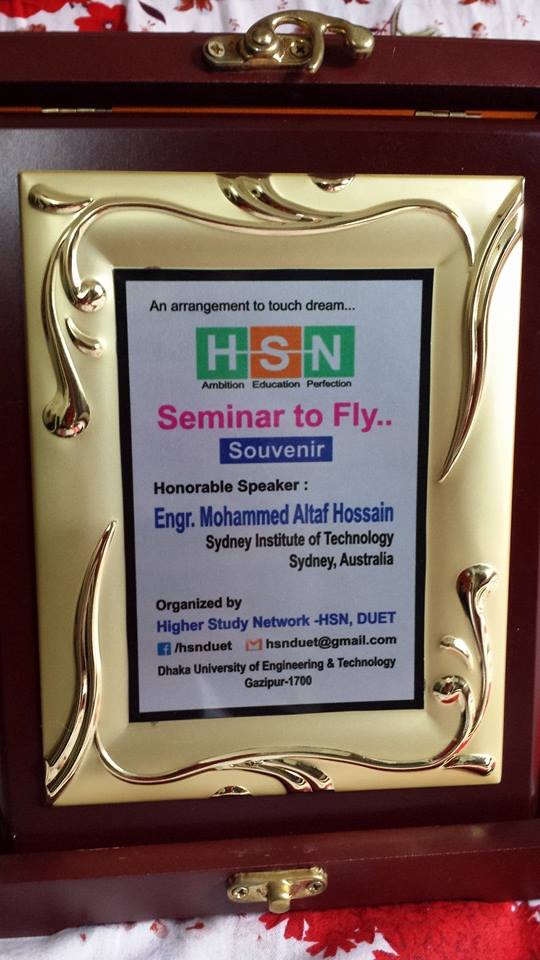 An arrangement to touch dream...
HSN
Ambition Education Perfection
Seminar to Fly..
Souvenir
Honorable Speaker :
Engr. Mohammed Altaf Hossain
Sydney Institute of Technology
Sydney, Australia
Organized by
Higher Study Network -HSN, DUET
/hsnduet hsnduet@gmail.com
Dhaka University of Engineering & Technology
Gazipur-1700